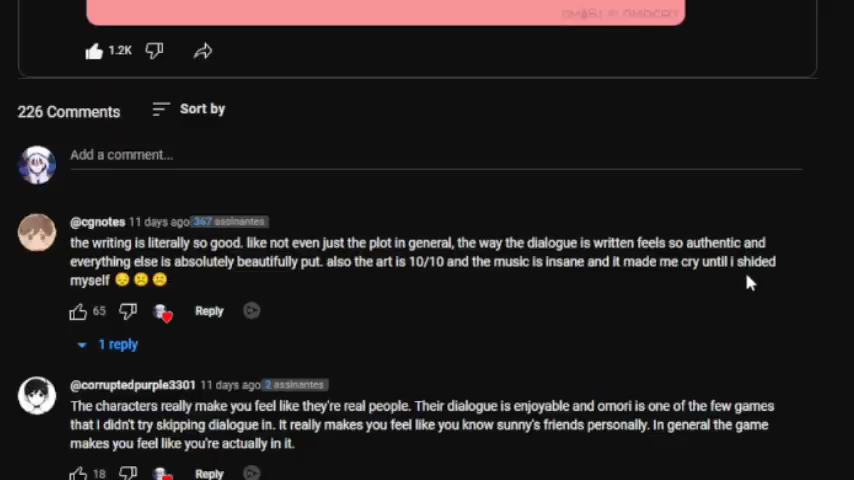 1.2K
226 Comments
Sort by
Add a comment...
@cgnotes 11 days ago 367 assinantes
the writing is literally so good. like not even just the plot in general, the way the dialogue is written feels so authentic and
everything else is absolutely beautifully put. also the art is 10/10 and the music is insane and it made me cry until i shided
myself 😔 ☹️ ☹️
65 Reply
1 reply
@corruptedpurple3301 11 days ago 2 assinantes
The characters really make you feel like they're real people. Their dialogue is enjoyable and omori is one of the few games
that I didn't try skipping dialogue in. It really makes you feel like you know sunny's friends personally. In general the game
makes you feel like you're actually in it.
18 Reply